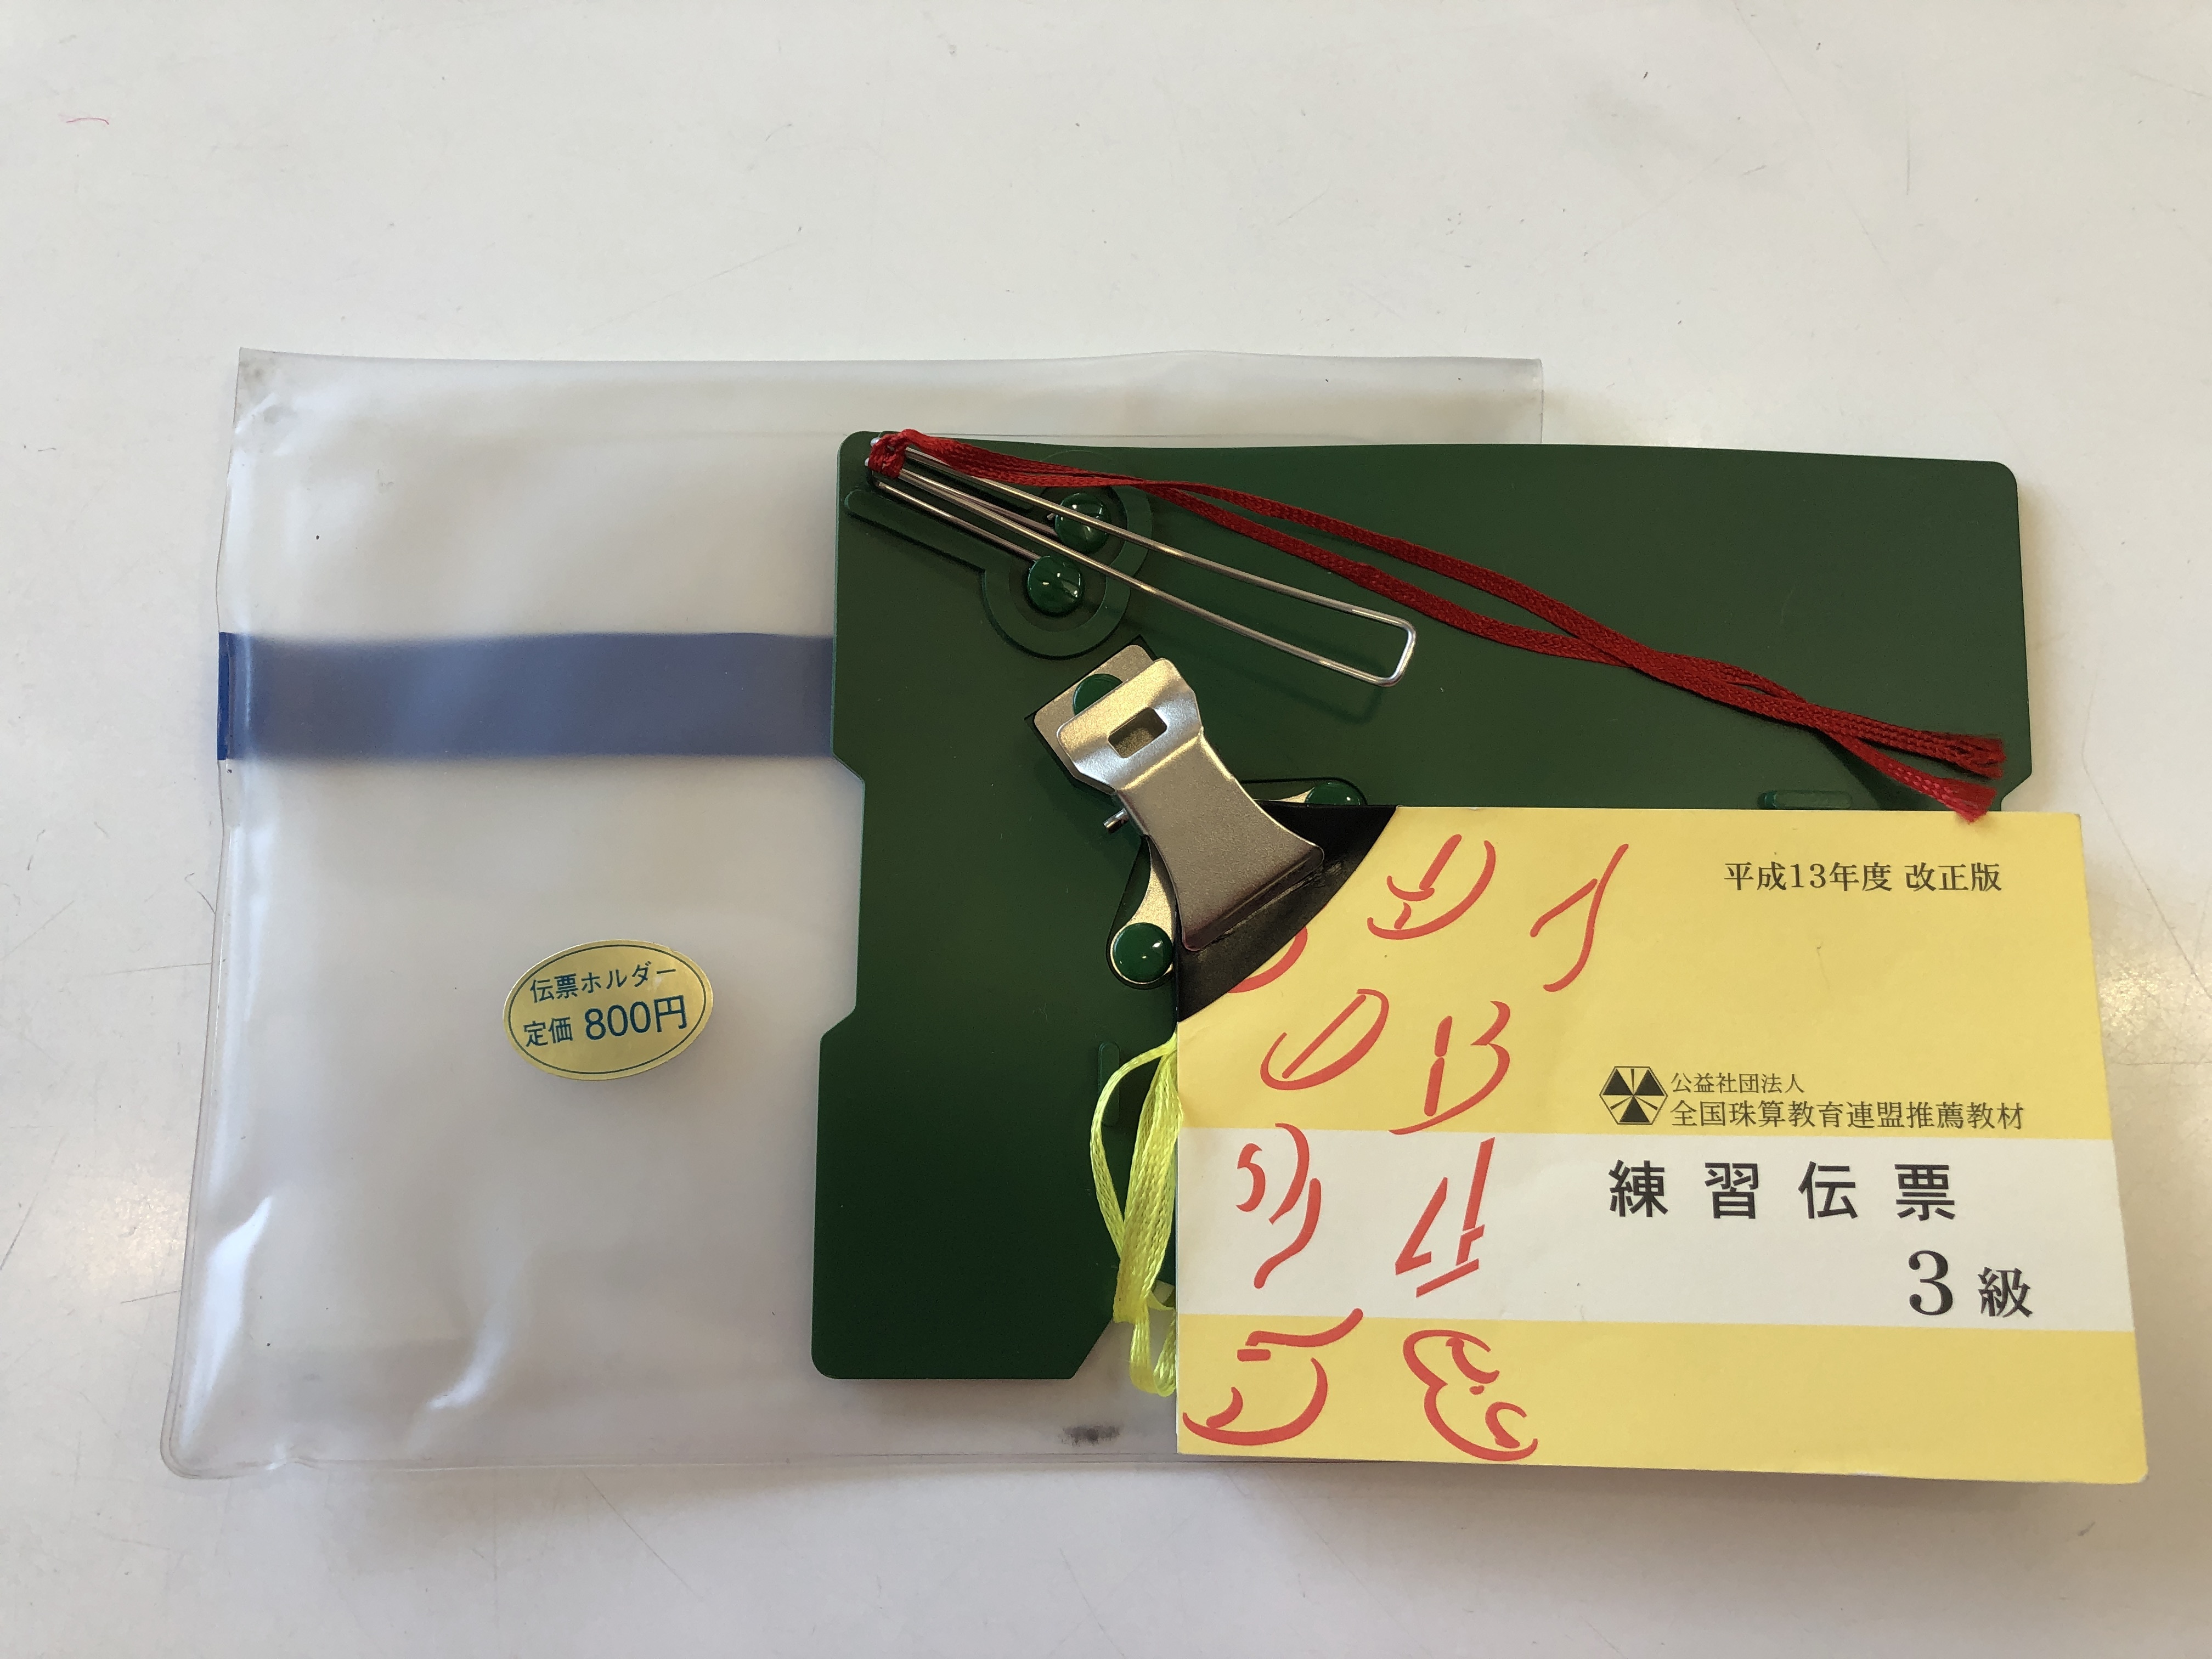 伝票ホルダー
定価 800円
平成13年度 改正版
公益社団法人
全国珠算教育連盟推薦教材
練習伝票
3級